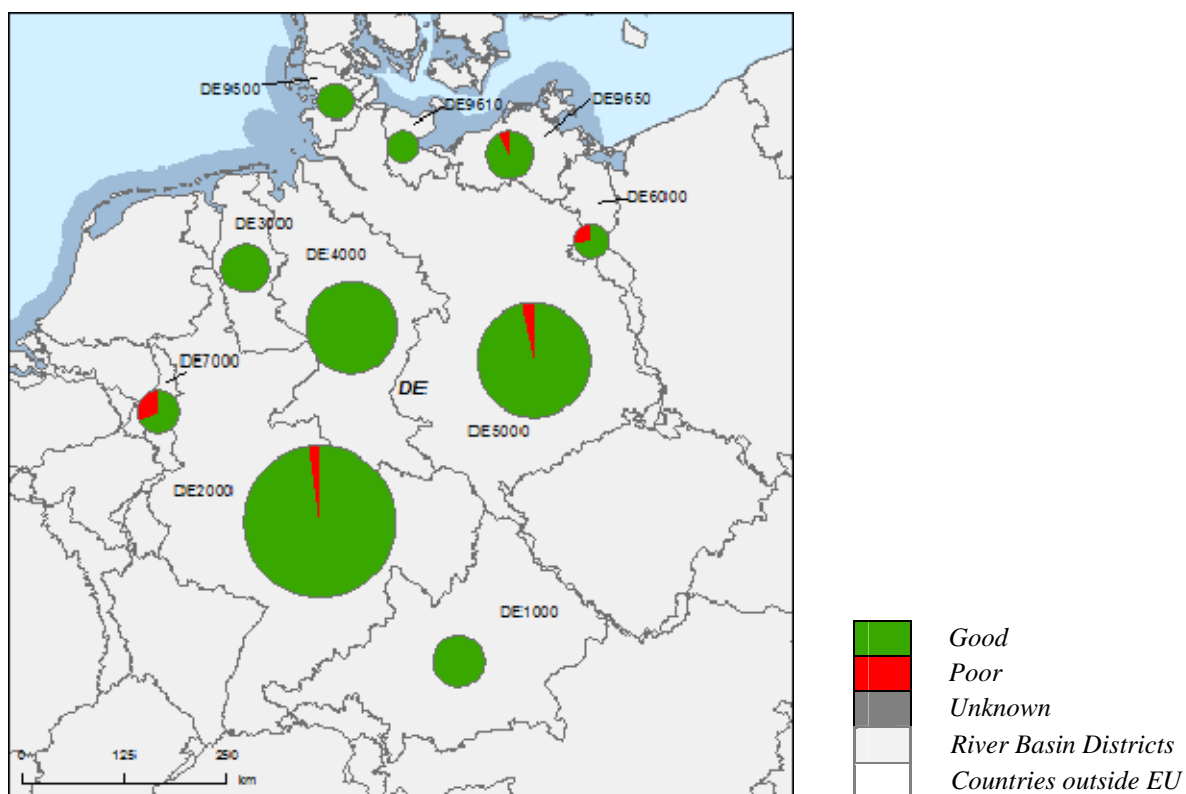 DE9500
DE9610
DE9650
DE6000
DE3000
DE4000
DE7000
DE
DE5000
DE2000
DE1000
0 125 250
km
Good
Poor
Unknown
River Basin Districts
Countries outside EU